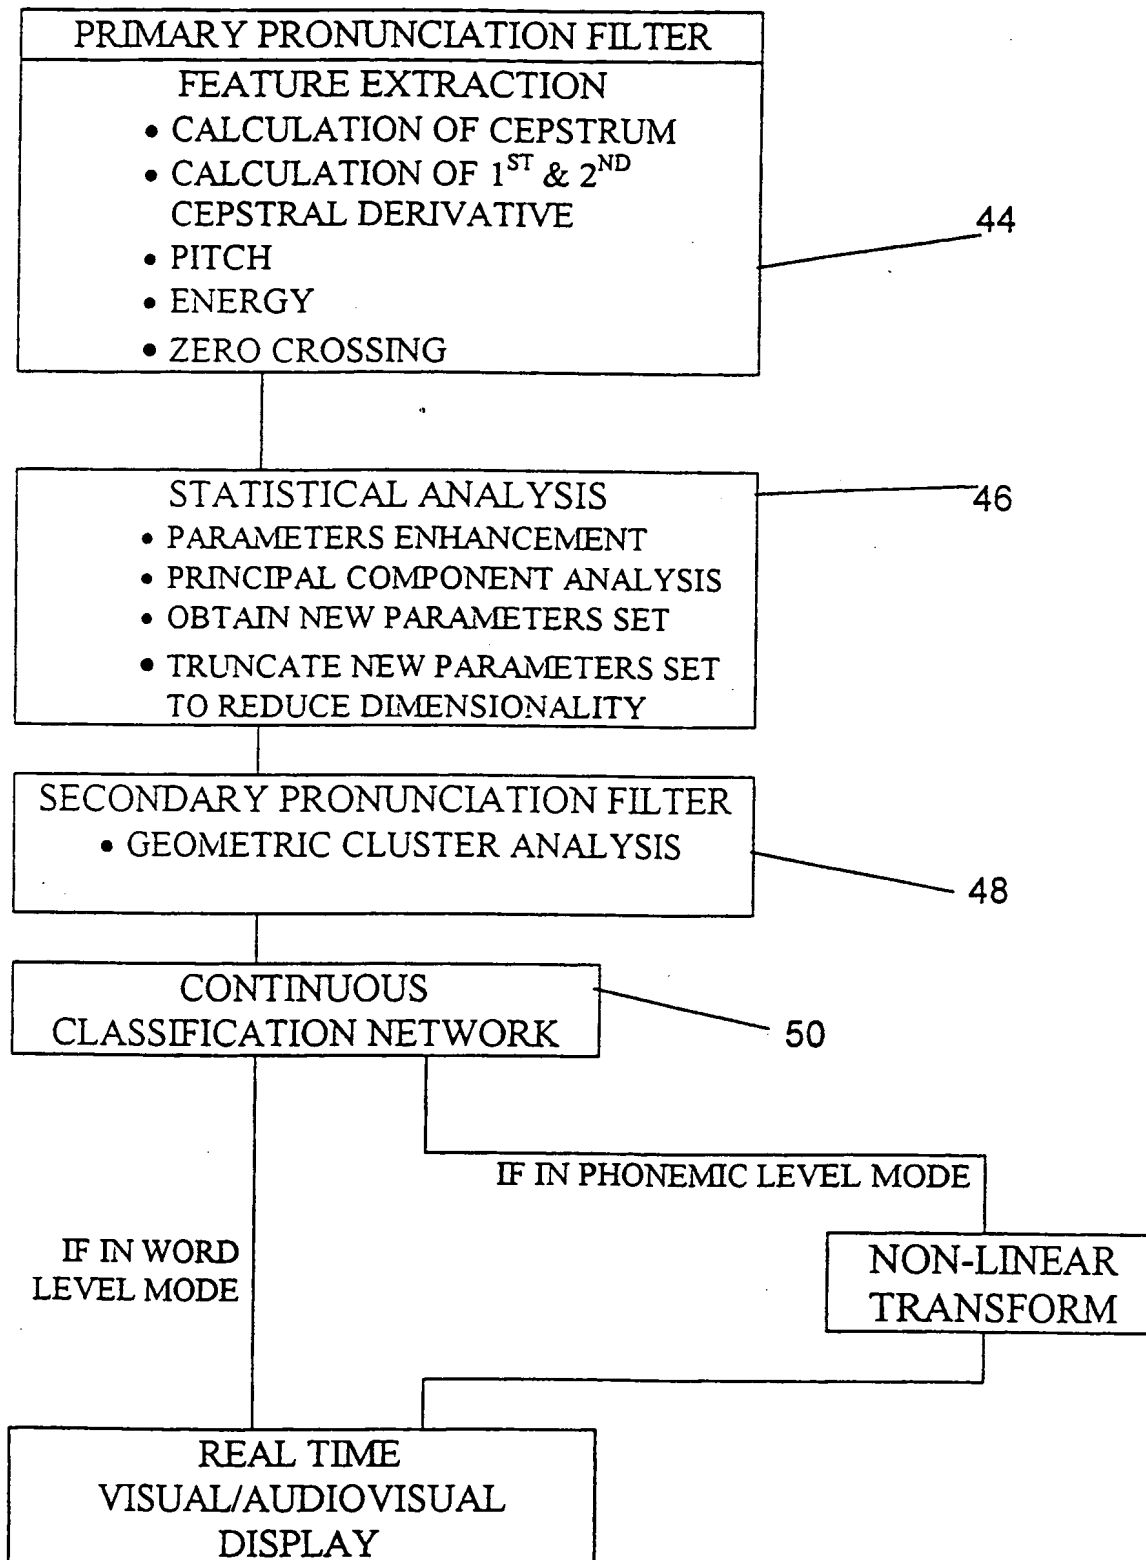 PRIMARY PRONUNCIATION FILTER
FEATURE EXTRACTION
• CALCULATION OF CEPSTRUM
• CALCULATION OF 1ST & 2ND
CEPSTRAL DERIVATIVE
• PITCH
• ENERGY
• ZERO CROSSING
44
STATISTICAL ANALYSIS
• PARAMETERS ENHANCEMENT
• PRINCIPAL COMPONENT ANALYSIS
• OBTAIN NEW PARAMETERS SET
• TRUNCATE NEW PARAMETERS SET
TO REDUCE DIMENSIONALITY
46
SECONDARY PRONUNCIATION FILTER
• GEOMETRIC CLUSTER ANALYSIS
48
CONTINUOUS
CLASSIFICATION NETWORK
50
IF IN PHONEMIC LEVEL MODE
IF IN WORD
LEVEL MODE
NON-LINEAR
TRANSFORM
REAL TIME
VISUAL/AUDIOVISUAL
DISPLAY